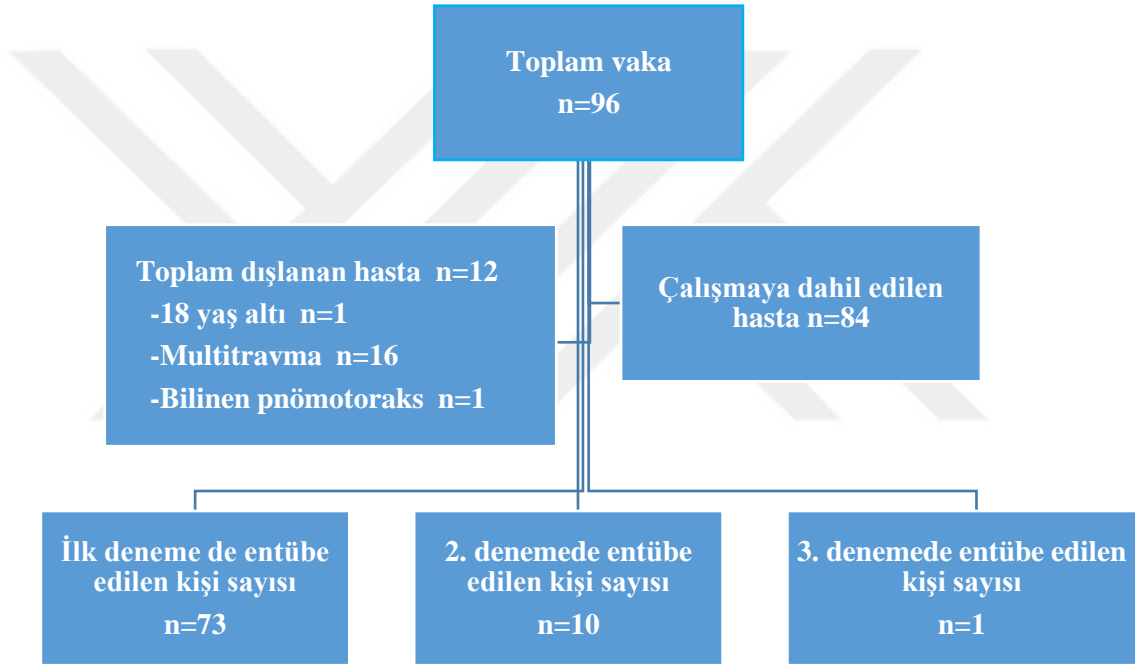 Toplam vaka
n=96
Toplam dışlanan hasta n=12
-18 yaş altı n=1
-Multitravma n=16
-Bilinen pnömotoraks n=1
Çalışmaya dahil edilen
hasta n=84
İlk deneme de entübe
edilen kişi sayısı
n=73
2. denemede entübe
edilen kişi sayısı
n=10
3. denemede entübe edilen
kişi sayısı
n=1